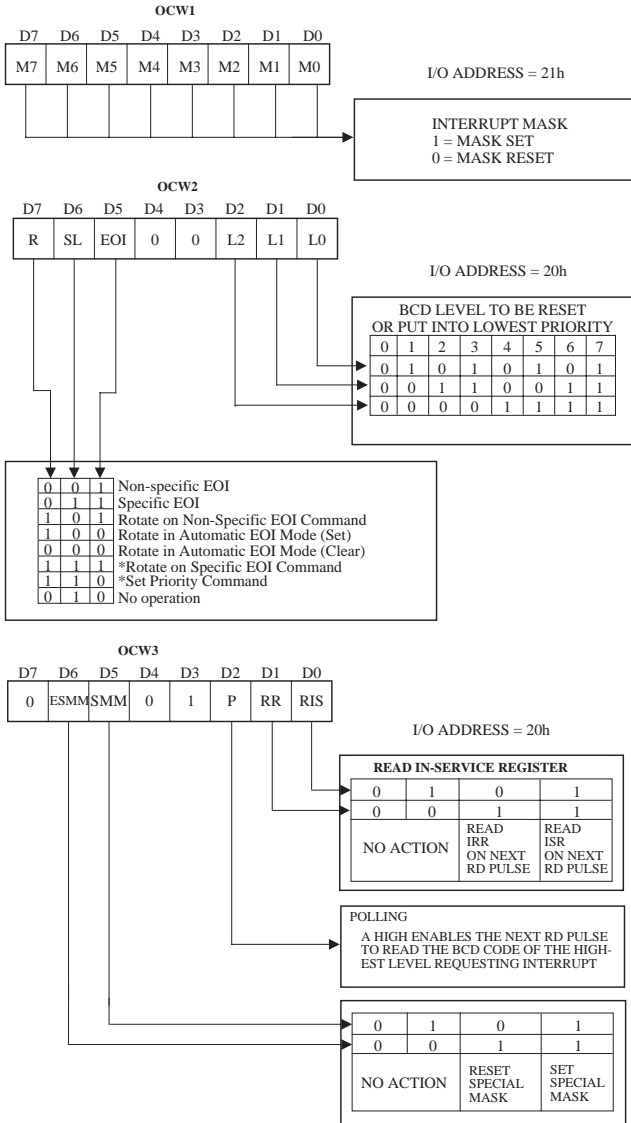 OCW1
D7 D6 D5 D4 D3 D2 D1 D0
M7 M6 M5 M4 M3 M2 M1 M0
I/O ADDRESS = 21h
INTERRUPT MASK
1 = MASK SET
0 = MASK RESET
OCW2
D7 D6 D5 D4 D3 D2 D1 D0
R SL EOI 0 0 L2 L1 L0
I/O ADDRESS = 20h
BCD LEVEL TO BE RESET
OR PUT INTO LOWEST PRIORITY
0 1 2 3 4 5 6 7
0 1 0 1 0 1 0 1
0 0 1 1 0 0 1 1
0 0 0 0 1 1 1 1
0 0 1 Non-specific EOI
0 1 1 Specific EOI
1 0 1 Rotate on Non-Specific EOI Command
1 0 0 Rotate in Automatic EOI Mode (Set)
0 0 0 Rotate in Automatic EOI Mode (Clear)
1 1 1 *Rotate on Specific EOI Command
1 1 0 *Set Priority Command
0 1 0 No operation
OCW3
D7 D6 D5 D4 D3 D2 D1 D0
0 ESMM SMM 0 1 P RR RIS
I/O ADDRESS = 20h
READ IN-SERVICE REGISTER
0 1 0 1
0 0 1 1
NO ACTION
READ
IRR
ON NEXT
RD PULSE
READ
ISR
ON NEXT
RD PULSE
POLLING
A HIGH ENABLES THE NEXT RD PULSE
TO READ THE BCD CODE OF THE HIGH-
EST LEVEL REQUESTING INTERRUPT
0 1 0 1
0 0 1 1
NO ACTION
RESET
SPECIAL
MASK
SET
SPECIAL
MASK